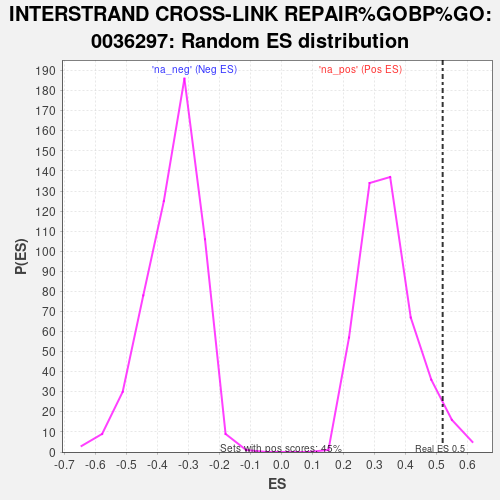 INTERSTRAND CROSS-LINK REPAIR%GOBP%GO:
0036297: Random ES distribution
'na_neg' (Neg ES)
'na_pos' (Pos ES)
190
180
170
160
150
140
130
120
110
100
90
80
70
60
50
40
30
20
10
0
P(ES)
Sets with pos scores: 45%
Real ES 0.5
-0.7 -0.6 -0.5 -0.4 -0.3 -0.2 -0.1 0.0 0.1 0.2 0.3 0.4 0.5 0.6
ES